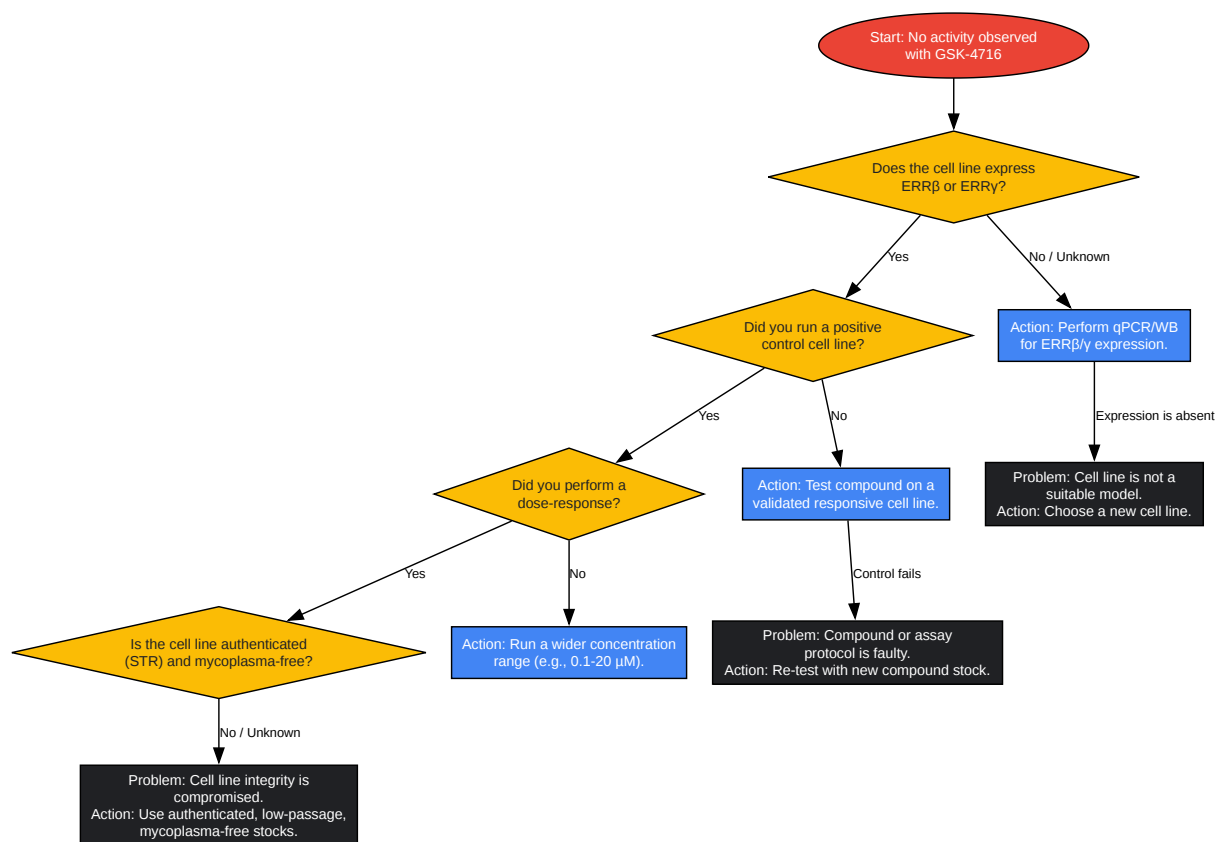 Start: No activity observed
with GSK-4716
Does the cell line express
ERRβ or ERRγ?
Yes
No / Unknown
Did you run a positive
control cell line?
Action: Perform qPCR/WB
for ERRβ/γ expression.
Yes
No
Expression is absent
Did you perform a
dose-response?
Action: Test compound on a
validated responsive cell line.
Problem: Cell line is not a
suitable model.
Action: Choose a new cell line.
Yes
No
Control fails
Is the cell line authenticated
(STR) and mycoplasma-free?
Action: Run a wider concentration
range (e.g., 0.1-20 µM).
Problem: Compound or assay
protocol is faulty.
Action: Re-test with new compound stock.
No / Unknown
Problem: Cell line integrity is
compromised.
Action: Use authenticated, low-passage,
mycoplasma-free stocks.